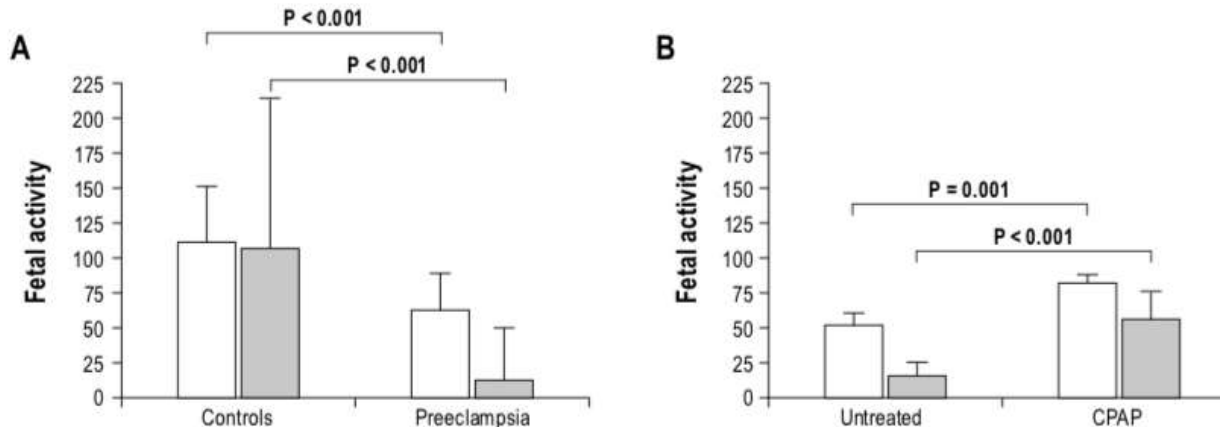 A
P < 0.001
P < 0.001
Fetal activity
225
200
175
150
125
100
75
50
25
0
Controls
Preeclampsia
B
P = 0.001
P < 0.001
Fetal activity
225
200
175
150
125
100
75
50
25
0
Untreated
CPAP